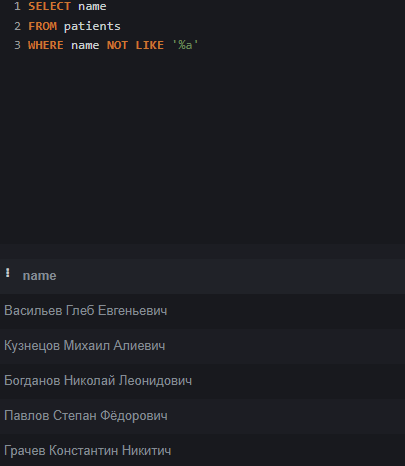 1 SELECT name
2 FROM patients
3 WHERE name NOT LIKE '%a'
name
Васильев Глеб Евгеньевич
Кузнецов Михаил Алиевич
Богданов Николай Леонидович
Павлов Степан Фёдорович
Грачев Константин Никитич